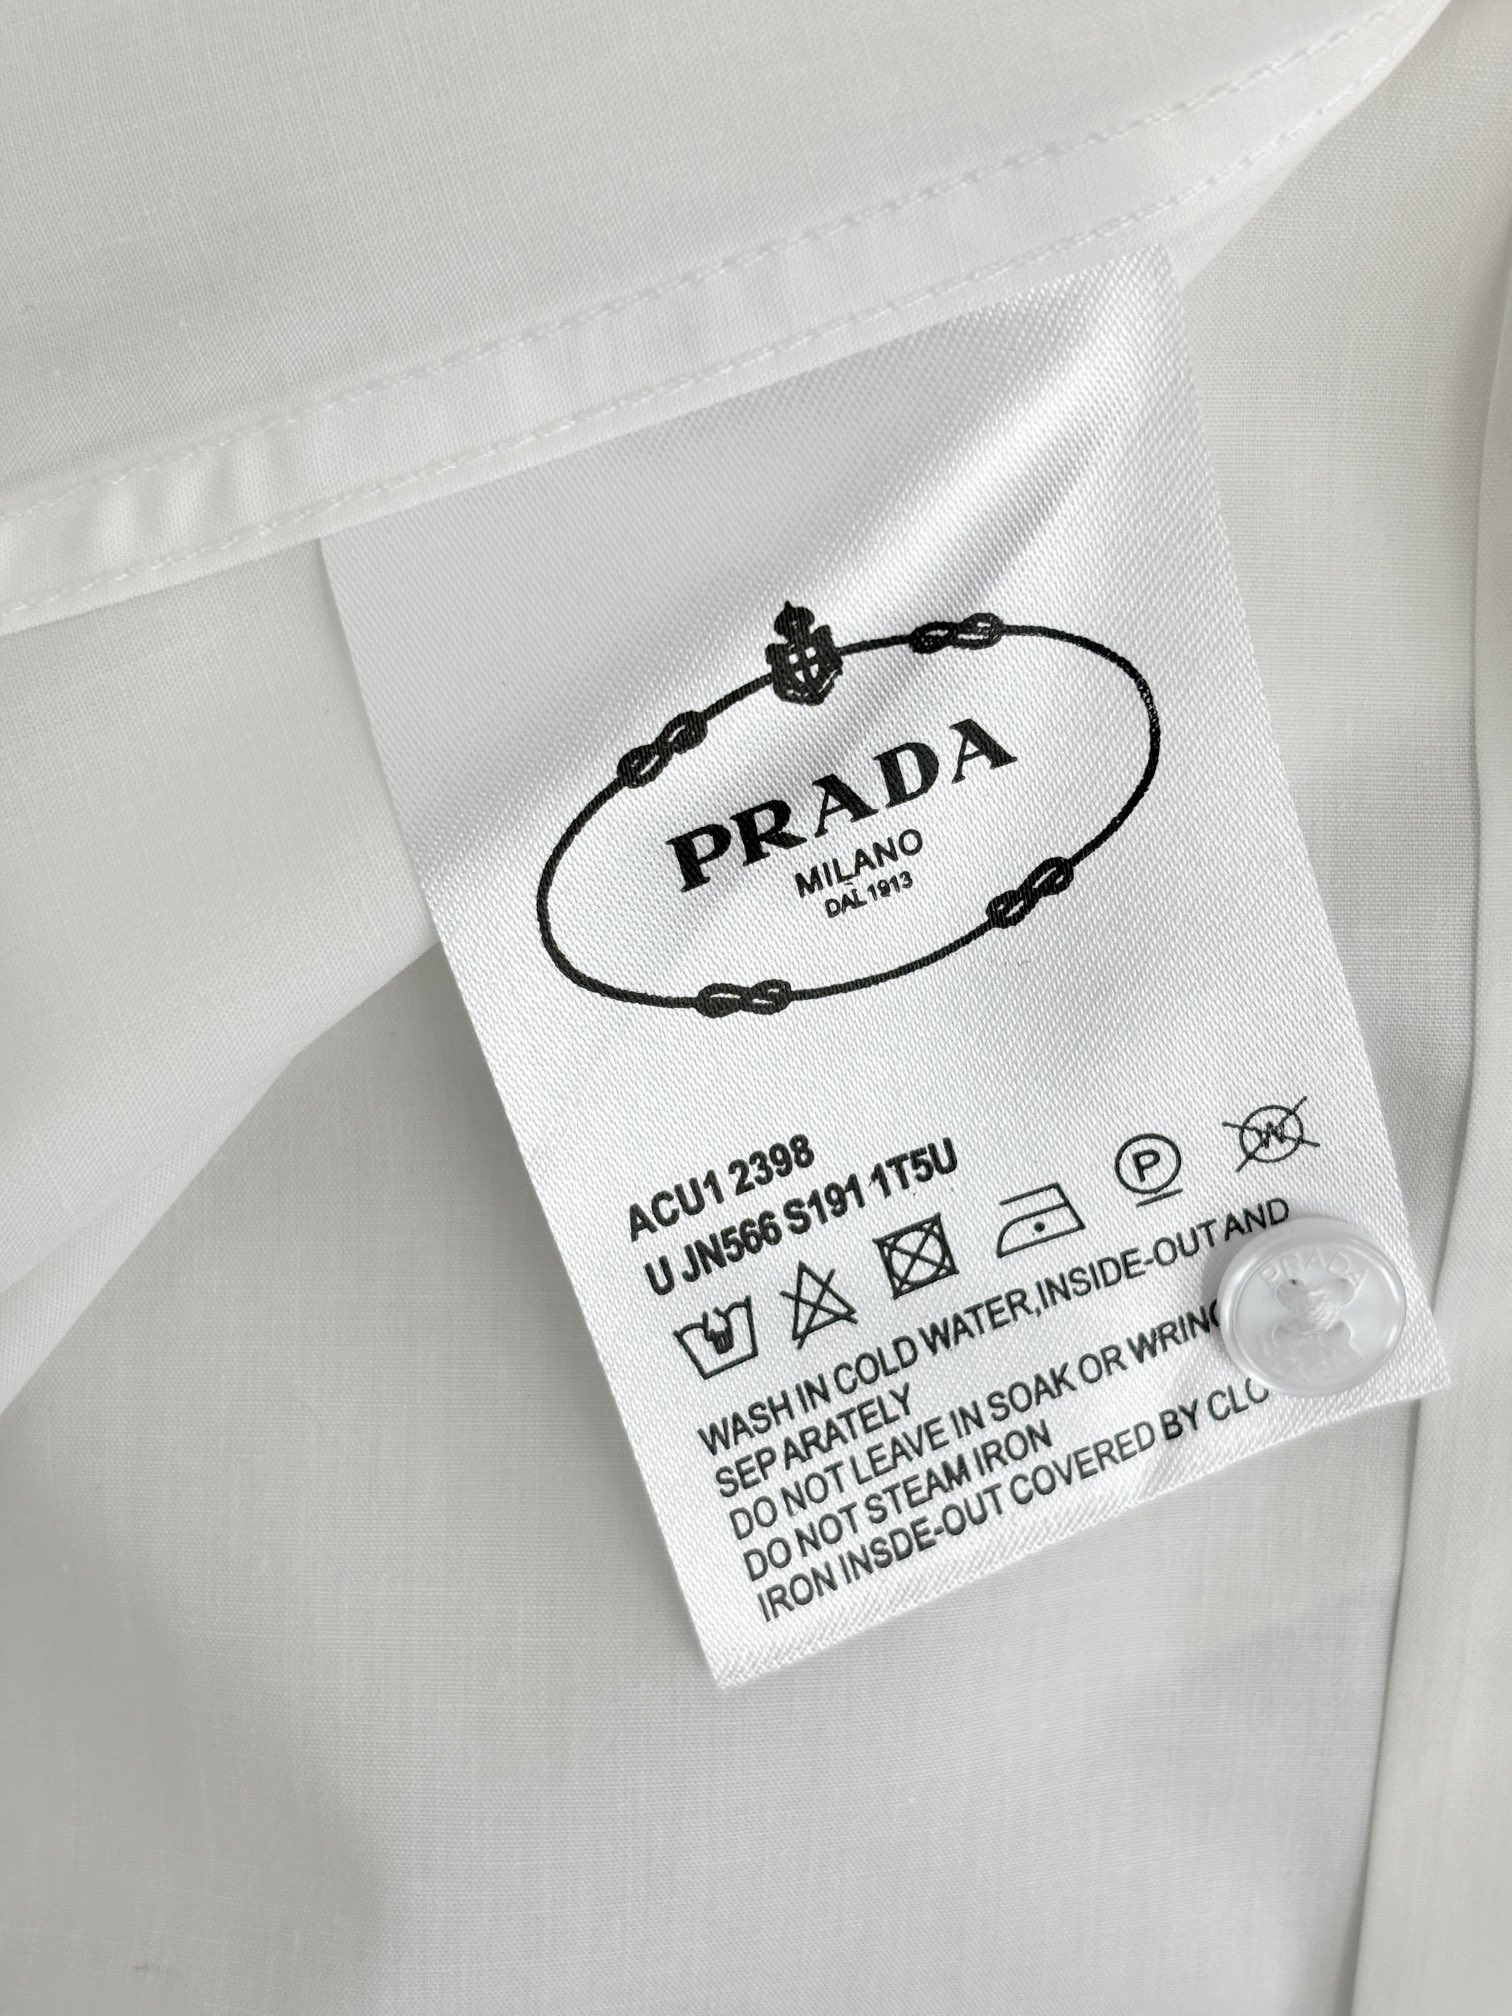 PRADA
MILANO
DAL 1913
ACU1 2398
U JN566 S191 1T5U
P
W
WASH IN COLD WATER,INSIDE-OUT AND
SEPARATELY
DO NOT LEAVE IN SOAK OR WRING
DO NOT STEAM IRON
IRON INSDE-OUT COVERED BY
PRADA